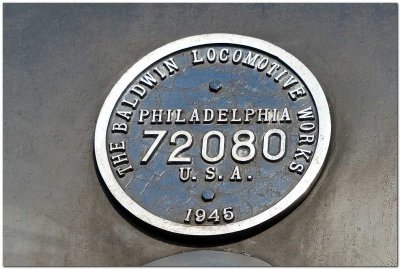 THE BALDWIN LOCOMOTIVE WORKS
PHILADELPHIA
72080
U.S.A.
1945